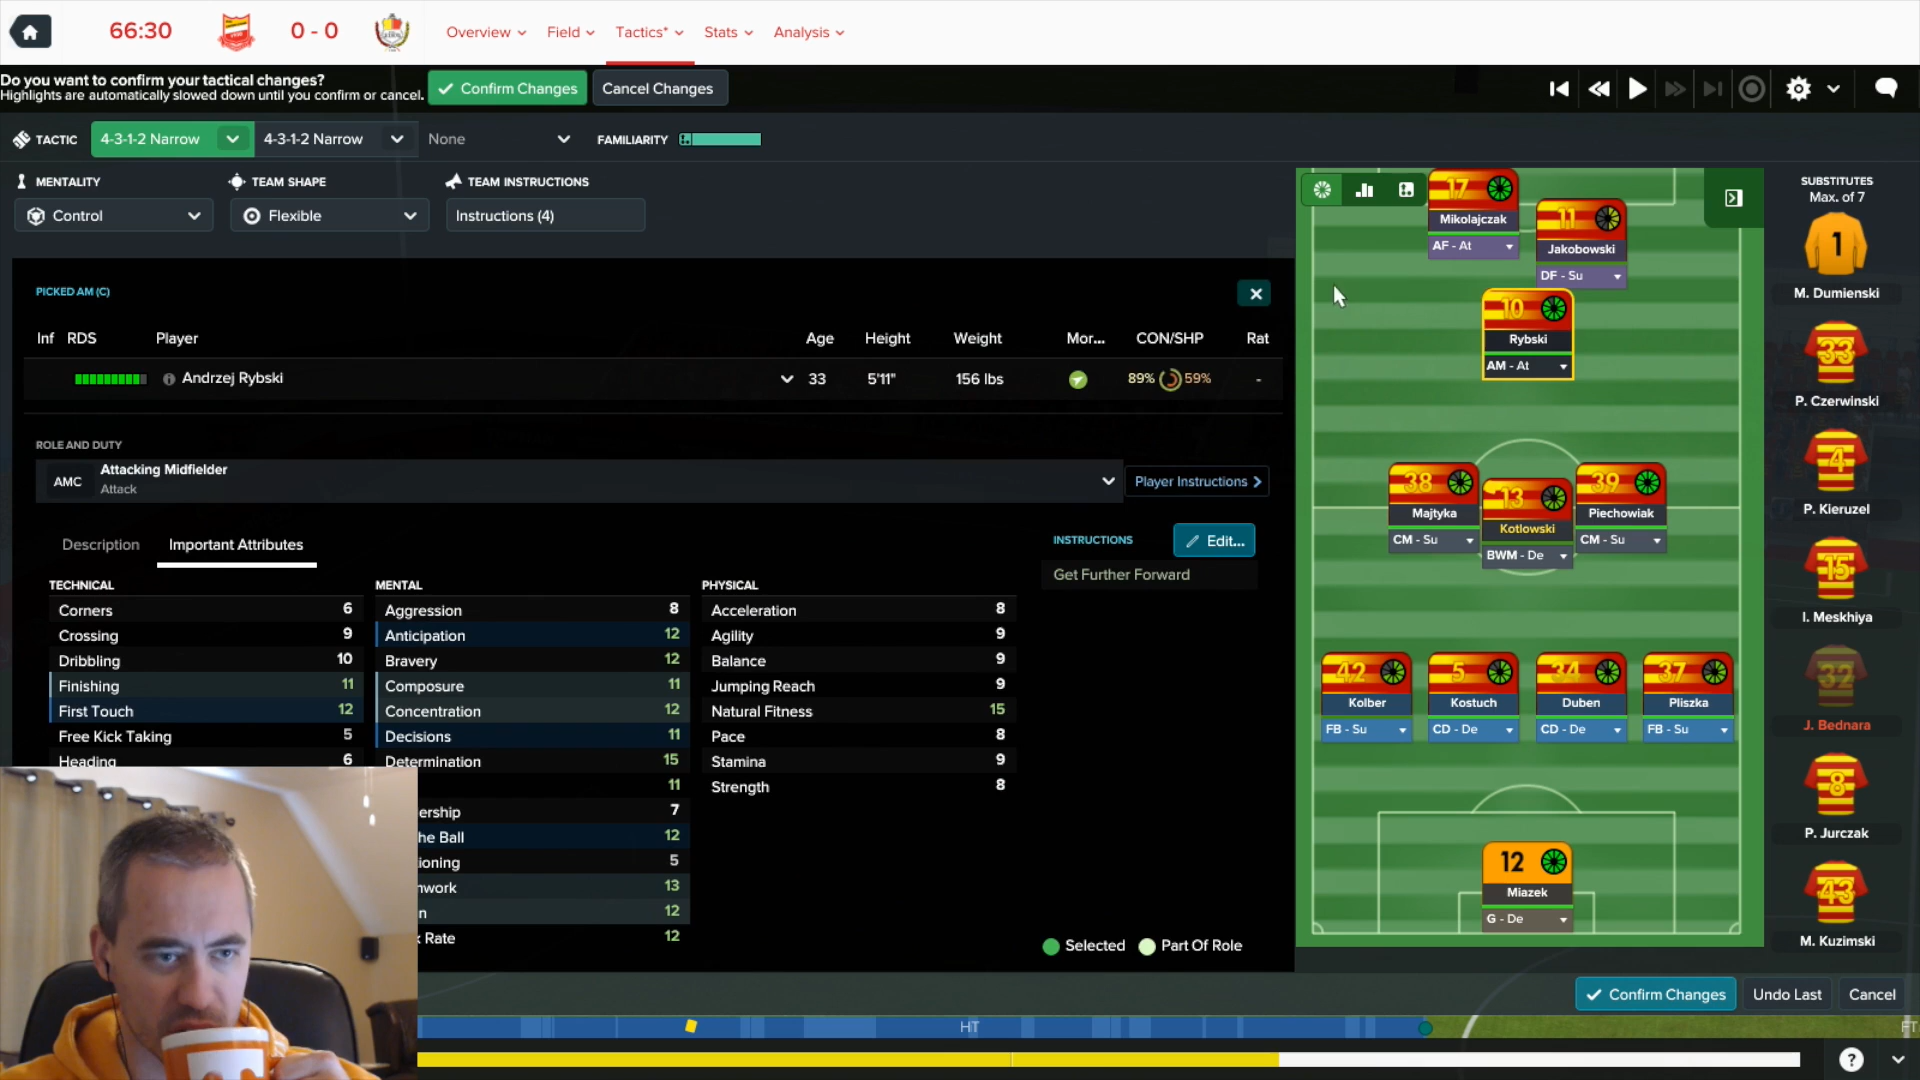 66:30
0 - 0
Overview
Field
Tactics*
Stats
Analysis
Do you want to confirm your tactical changes?
Highlights are automatically slowed down until you confirm or cancel.
Confirm Changes
Cancel Changes
TACTIC
4-3-1-2 Narrow
4-3-1-2 Narrow
None
FAMILIARITY
MENTALITY
TEAM SHAPE
TEAM INSTRUCTIONS
Control
Flexible
Instructions (4)
PICKED AM (C)
Inf RDS Player Age Height Weight Mor... CON/SHP Rat
Andrzej Rybski 33 5'11" 156 lbs 89% 59% -
ROLE AND DUTY
AMC
Attacking Midfielder
Attack
Player Instructions
Description
Important Attributes
INSTRUCTIONS
Edit...
Get Further Forward
TECHNICAL
Corners 6
Crossing 9
Dribbling 10
Finishing 11
First Touch 12
Free Kick Taking 5
Heading 6
MENTAL
Aggression 8
Anticipation 12
Bravery 12
Composure 11
Concentration 12
Decisions 11
Determination 15
11
ership 7
he Ball 12
ioning 5
nwork 13
n 12
k Rate 12
PHYSICAL
Acceleration 8
Agility 9
Balance 9
Jumping Reach 9
Natural Fitness 15
Pace 8
Stamina 9
Strength 8
Selected
Part Of Role
17
Mikolajczak
AF - At
11
Jakobowski
DF - Su
10
Rybski
AM - At
38
Majtyka
CM - Su
13
Kotlowski
BWM - De
39
Piechowiak
CM - Su
42
Kolber
FB - Su
5
Kostuch
CD - De
34
Duben
CD - De
37
Pliszka
FB - Su
12
Miazek
G - De
SUBSTITUTES
Max. of 7
1
M. Dumienski
33
P. Czerwinski
4
P. Kieruzel
15
I. Meskhiya
32
J. Bednara
8
P. Jurczak
43
M. Kuzimski
Confirm Changes
Undo Last
Cancel
HT
FT
?